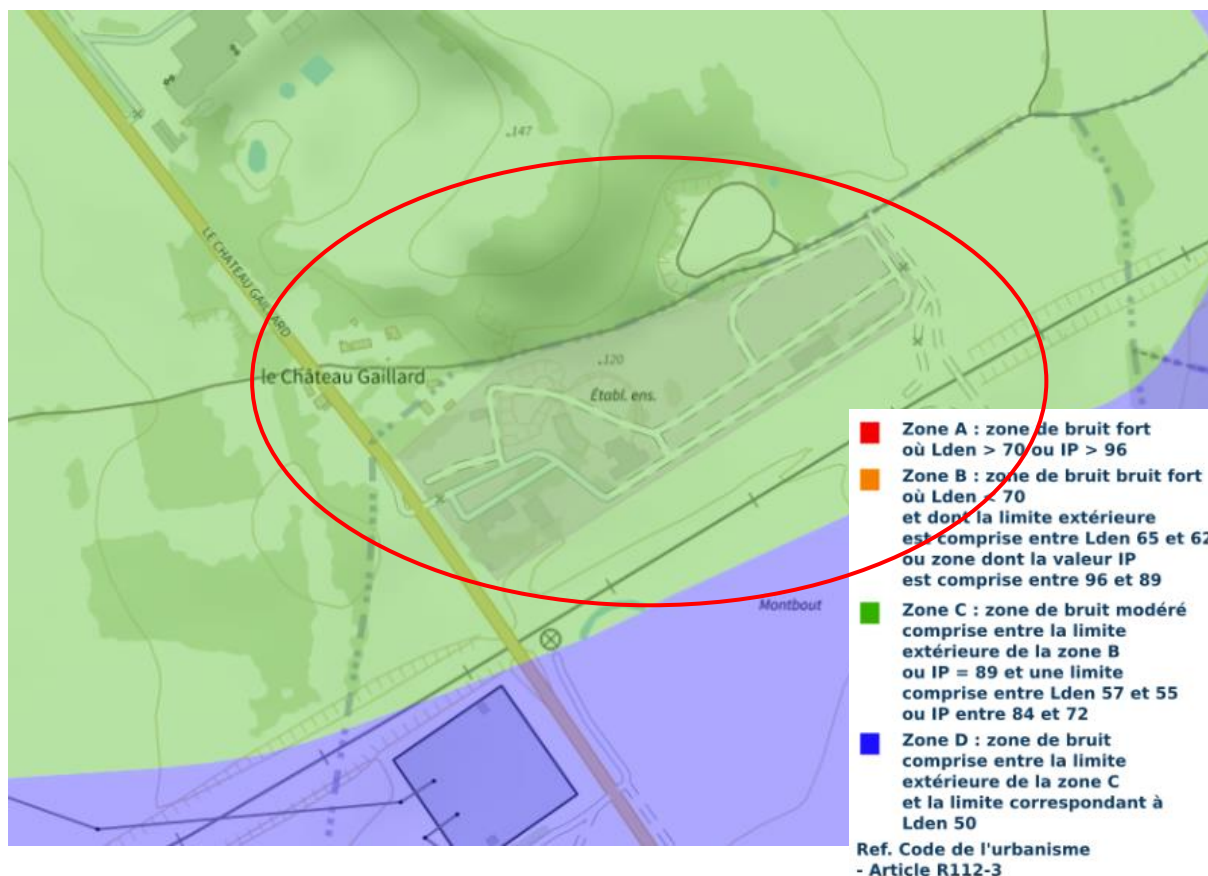 147
LE CHATEAU GAILLARD
le Château Gaillard
120
Établ. ens.
Montbout
Zone A : zone de bruit fort
où Lden > 70 ou IP > 96
Zone B : zone de bruit bruit fort
où Lden < 70
et dont la limite extérieure
est comprise entre Lden 65 et 62
ou zone dont la valeur IP
est comprise entre 96 et 89
Zone C : zone de bruit modéré
comprise entre la limite
extérieure de la zone B
ou IP = 89 et une limite
comprise entre Lden 57 et 55
ou IP entre 84 et 72
Zone D : zone de bruit
comprise entre la limite
extérieure de la zone C
et la limite correspondant à
Lden 50
Ref. Code de l'urbanisme
- Article R112-3